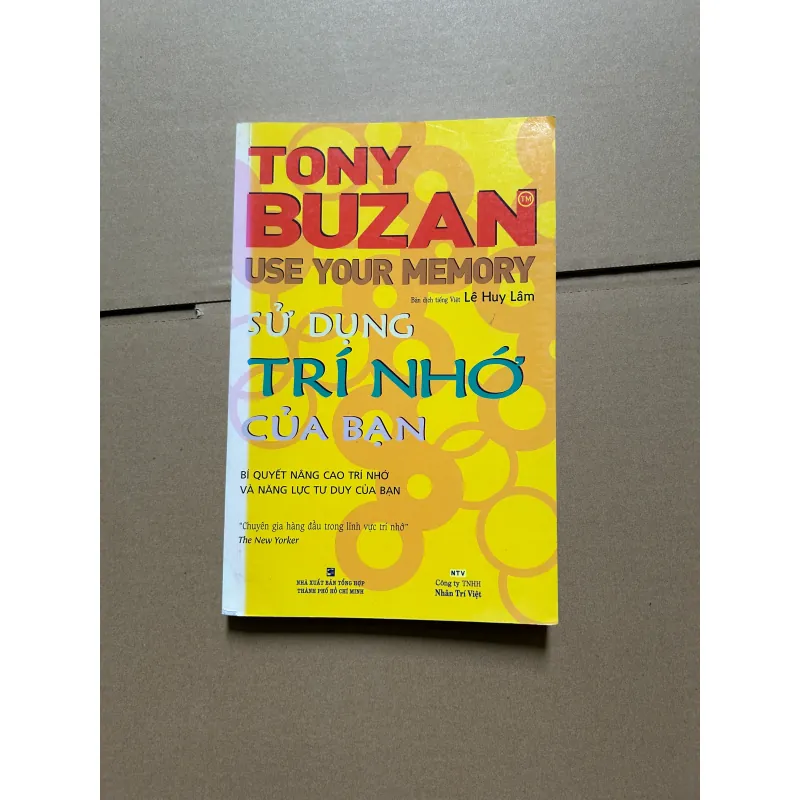 TONY
BUZAN TM
USE YOUR MEMORY
Bản dịch tiếng Việt Lê Huy Lâm
SỬ DỤNG
TRÍ NHỚ
CỦA BẠN
BÍ QUYẾT NÂNG CAO TRÍ NHỚ
VÀ NĂNG LỰC TƯ DUY CỦA BẠN
"Chuyên gia hàng đầu trong lĩnh vực trí nhớ"
The New Yorker
NHÀ XUẤT BẢN TỔNG HỢP
THÀNH PHỐ HỒ CHÍ MINH
NTV
Công ty TNHH
Nhân Trí Việt